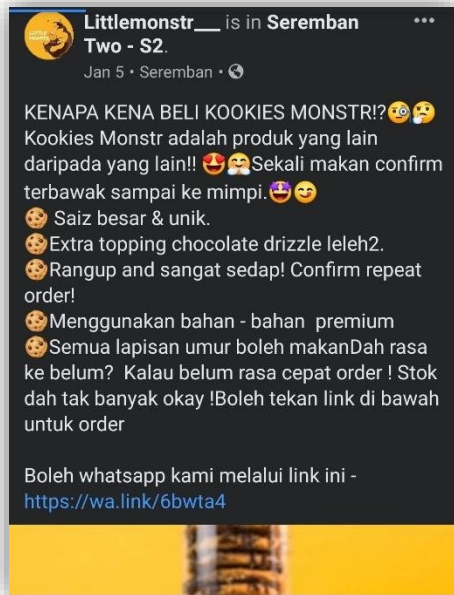 Littlemonstr__ is in Seremban
Two - S2.
Jan 5 · Seremban ·
KENAPA KENA BELI KOOKIES MONSTR!?🧐🤔
Kookies Monstr adalah produk yang lain
daripada yang lain!! 😍🤗Sekali makan confirm
terbawak sampai ke mimpi.🤩😋
🍪 Saiz besar & unik.
🍪Extra topping chocolate drizzle leleh2.
🍪Rangup and sangat sedap! Confirm repeat
order!
🍪Menggunakan bahan - bahan  premium
🍪Semua lapisan umur boleh makanDah rasa
ke belum?  Kalau belum rasa cepat order ! Stok
dah tak banyak okay !Boleh tekan link di bawah
untuk order
Boleh whatsapp kami melalui link ini -
https://wa.link/6bwta4